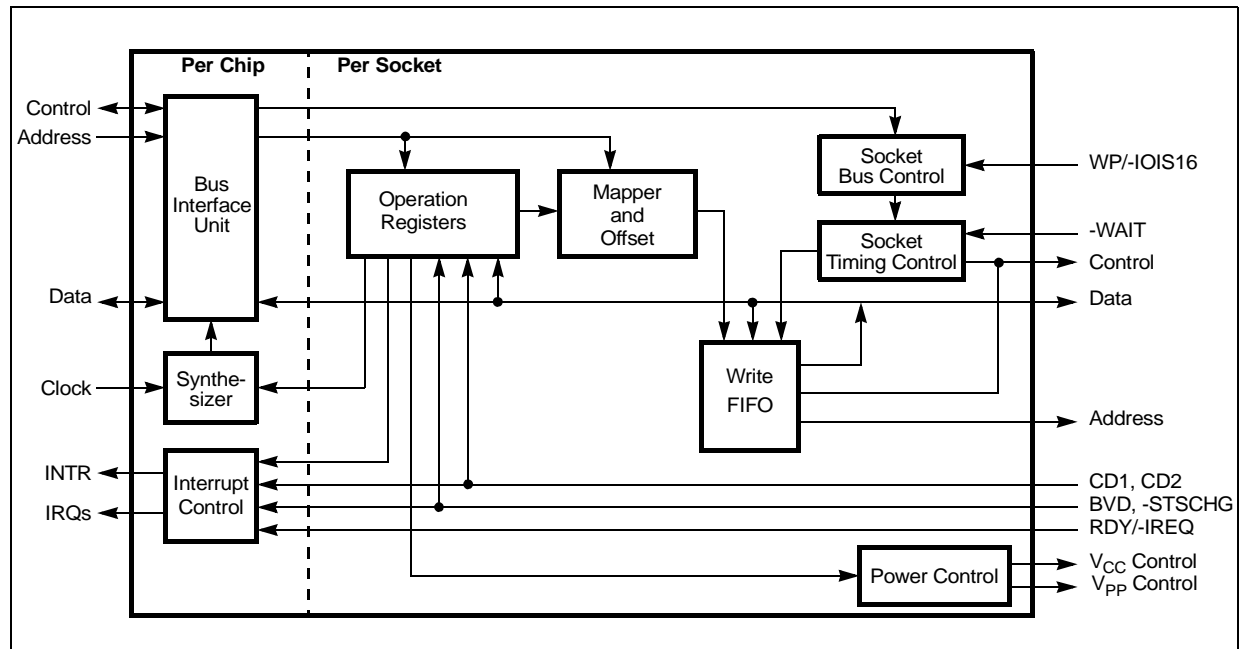 Per Chip
Per Socket
Control
Address
Bus
Interface
Unit
Data
Clock
Synthe-
sizer
INTR
IRQs
Interrupt
Control
Operation
Registers
Mapper
and
Offset
Socket
Bus Control
Socket
Timing Control
Write
FIFO
Power Control
WP/-IOIS16
-WAIT
Control
Data
Address
CD1, CD2
BVD, -STSCHG
RDY/-IREQ
VCC Control
VPP Control